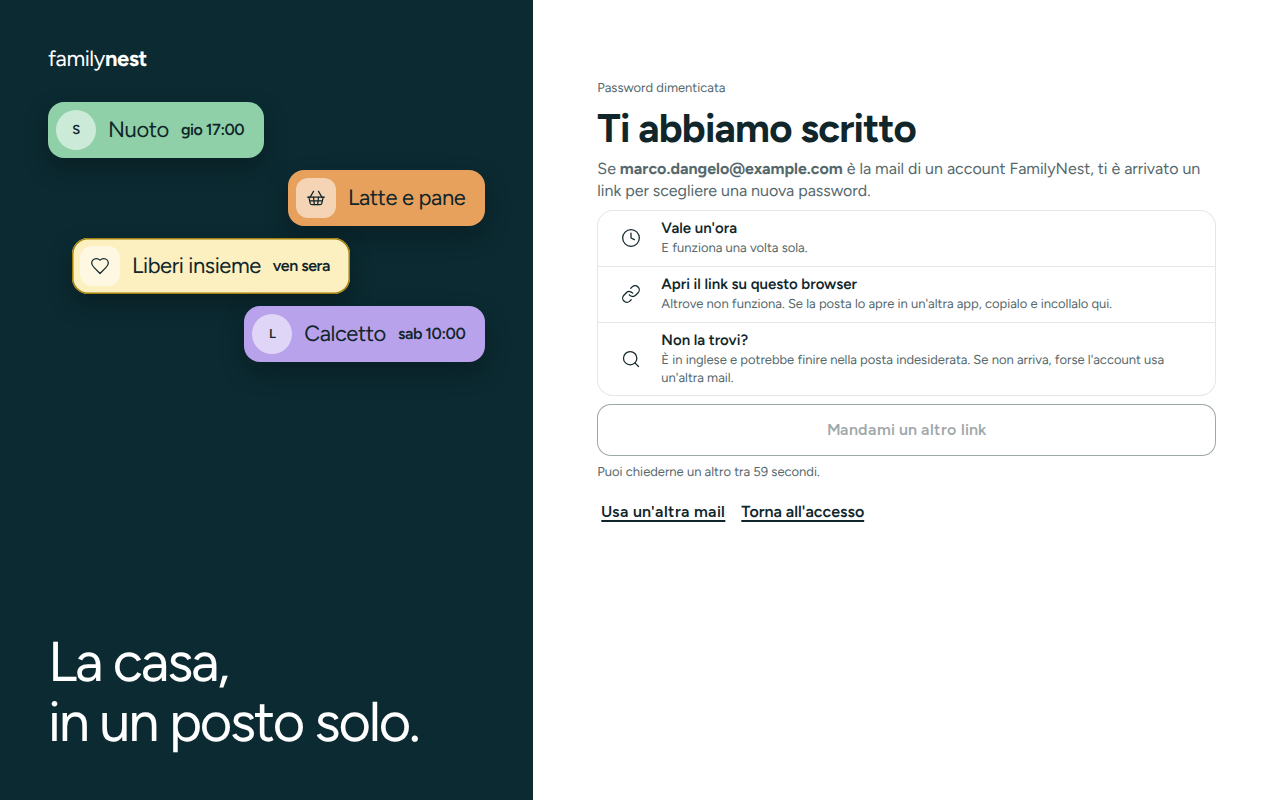 familynest
S Nuoto gio 17:00
Latte e pane
Liberi insieme ven sera
L Calcetto sab 10:00
La casa,
in un posto solo.
Password dimenticata
Ti abbiamo scritto
Se marco.dangelo@example.com è la mail di un account FamilyNest, ti è arrivato un
link per scegliere una nuova password.
Vale un'ora
E funziona una volta sola.
Apri il link su questo browser
Altrove non funziona. Se la posta lo apre in un'altra app, copialo e incollalo qui.
Non la trovi?
È in inglese e potrebbe finire nella posta indesiderata. Se non arriva, forse l'account usa
un'altra mail.
Mandami un altro link
Puoi chiederne un altro tra 59 secondi.
Usa un'altra mail Torna all'accesso